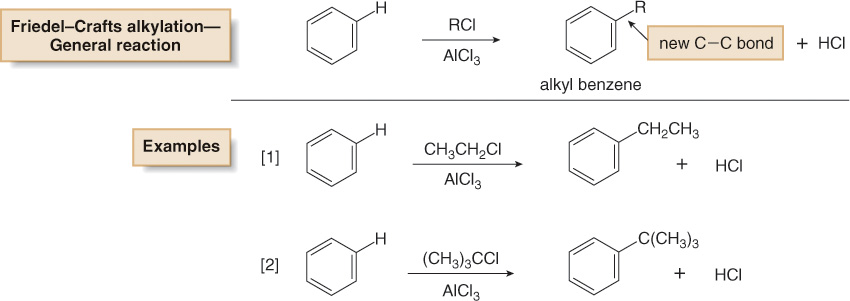 Friedel–Crafts alkylation—
General reaction
H
RCl
AlCl₃
R
new C–C bond
+ HCl
alkyl benzene
Examples
[1]
H
CH₃CH₂Cl
AlCl₃
CH₂CH₃
+ HCl
[2]
H
(CH₃)₃CCl
AlCl₃
C(CH₃)₃
+ HCl